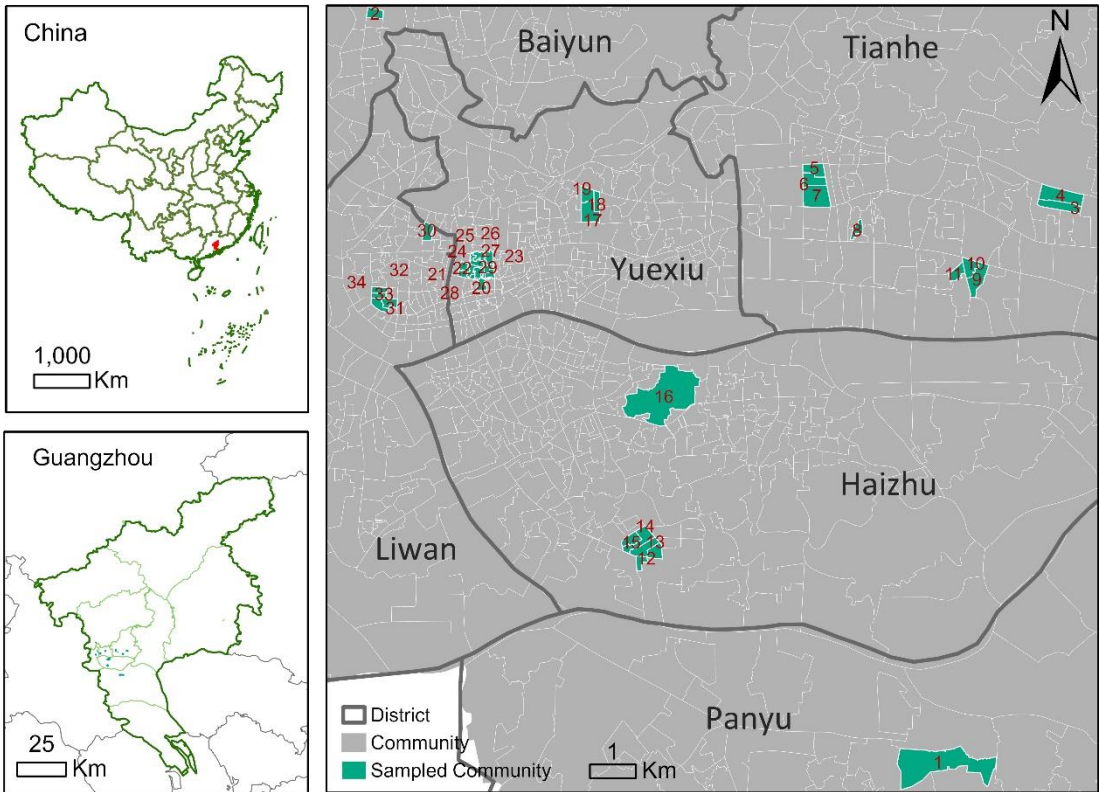 China
1,000
Km
Guangzhou
25
Km
2
Baiyun
Tianhe
N
5
6
7
4
3
8
10
11
9
19
18
17
Yuexiu
30
25
26
24
27
23
22
29
21
20
28
32
34
33
31
16
Haizhu
14
15
13
12
Liwan
Panyu
1
District
Community
Sampled Community
1
Km